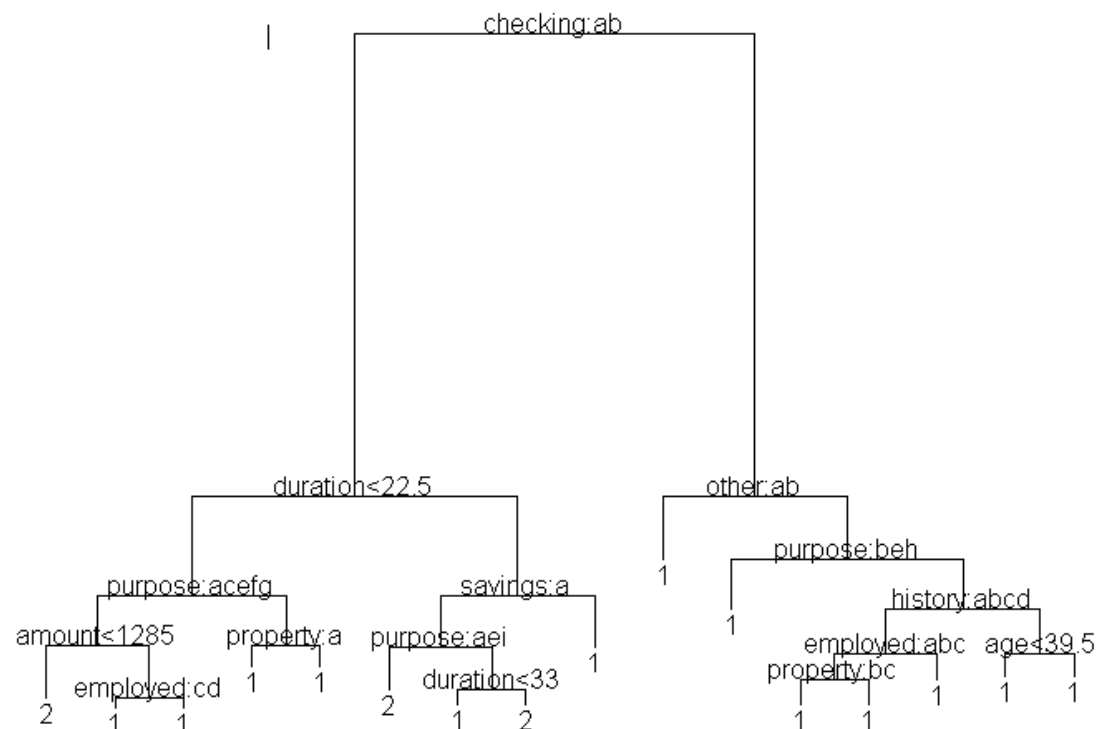 checking:ab
duration<22.5
other:ab
purpose:beh
purpose:acefg
savings:a
1
history:abcd
1
amount<1285
property:a
purpose:aei
employed:abc
age<39.5
1
property:bc
employed:cd
1
1
duration<33
1
1
1
2
2
1
1
1
1
1
2
1
1